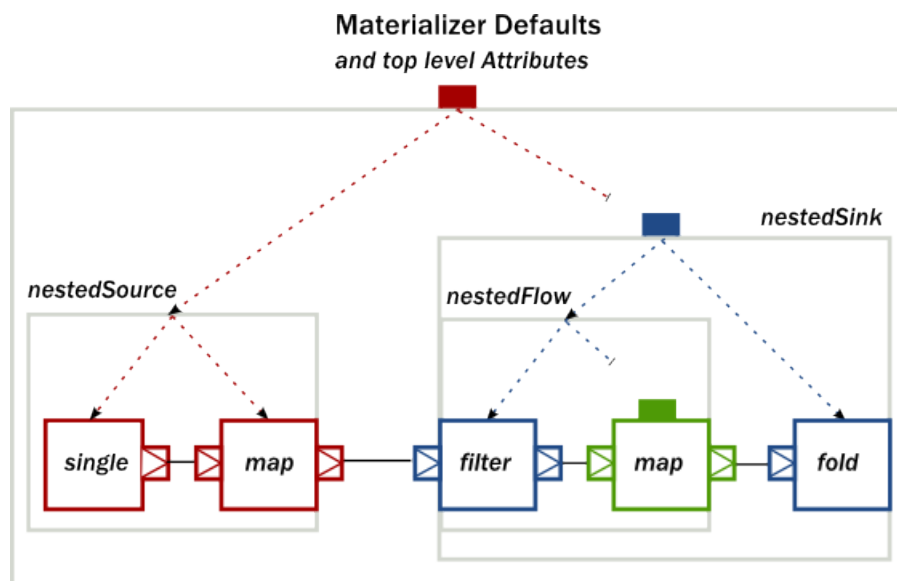 Materializer Defaults
and top level Attributes
nestedSink
nestedSource
nestedFlow
single
map
filter
map
fold